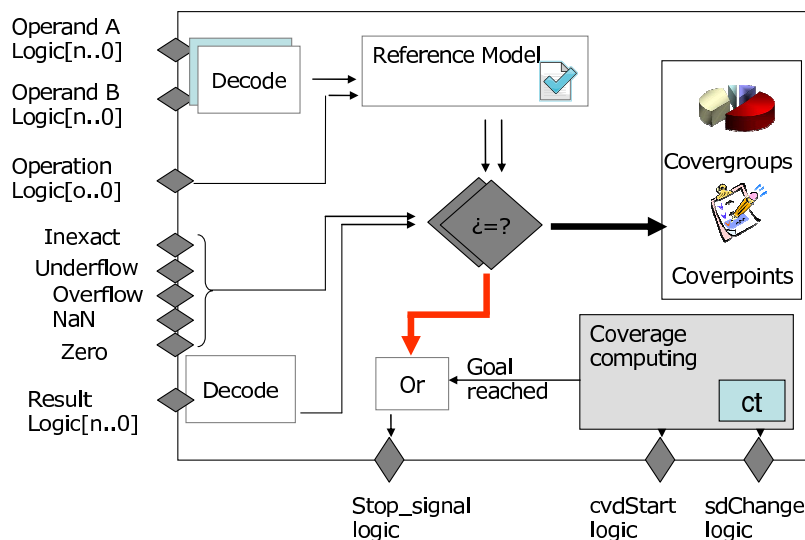 Operand A
Logic[n..0]
Decode
Reference Model
Operand B
Logic[n..0]
Operation
Logic[o..0]
Covergroups
Coverpoints
¿=?
Inexact
Underflow
Overflow
NaN
Zero
Decode
Result
Logic[n..0]
Or
Goal
reached
Coverage
computing
ct
Stop_signal
logic
cvdStart
logic
sdChange
logic